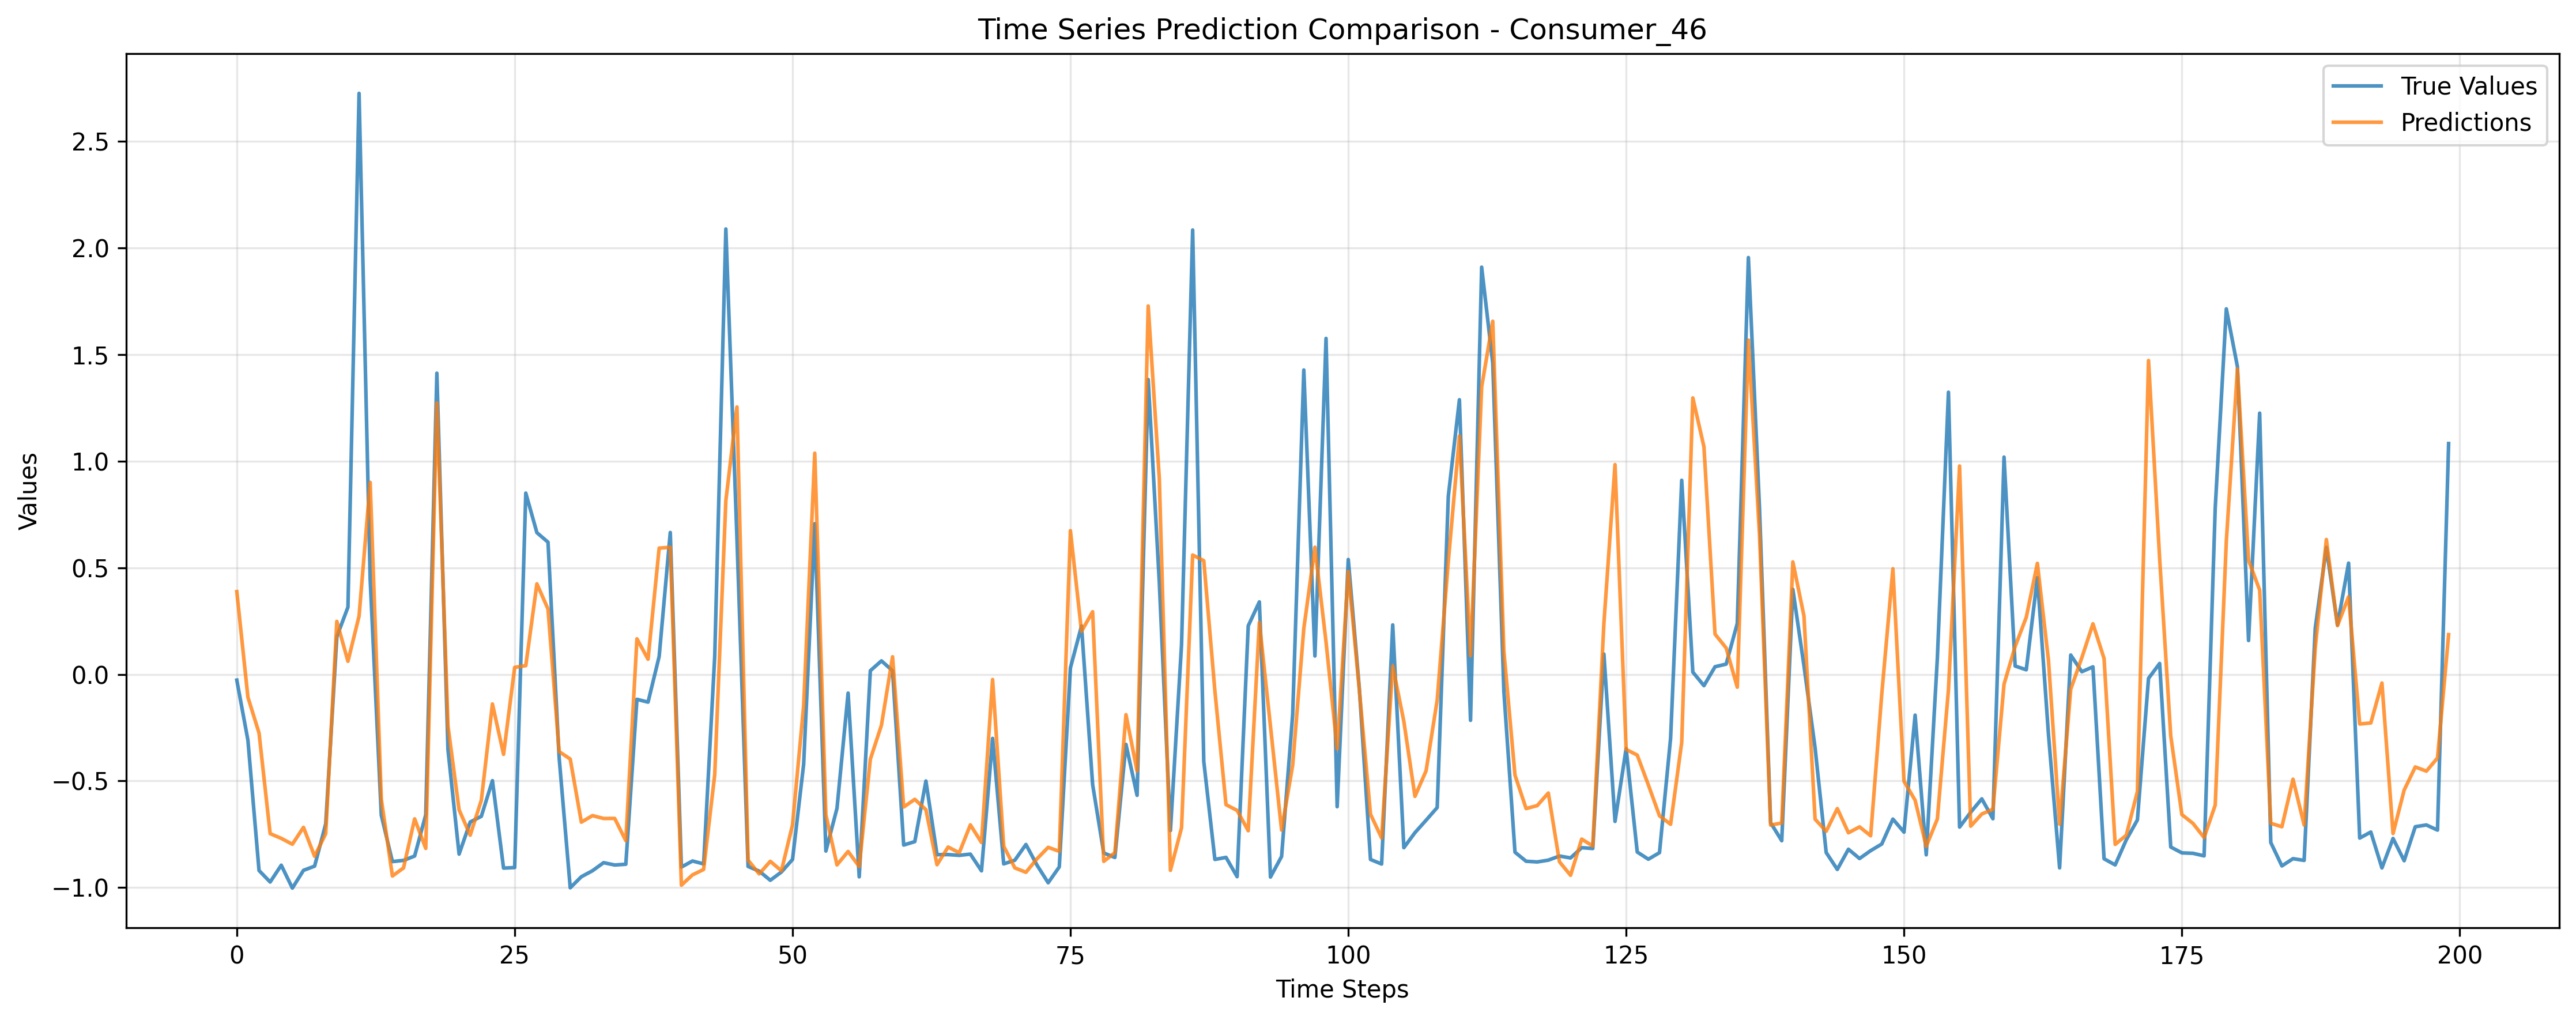 Time Series Prediction Comparison - Consumer_46
True Values
Predictions
Values
2.5
2.0
1.5
1.0
0.5
0.0
−0.5
−1.0
0 25 50 75 100 125 150 175 200
Time Steps